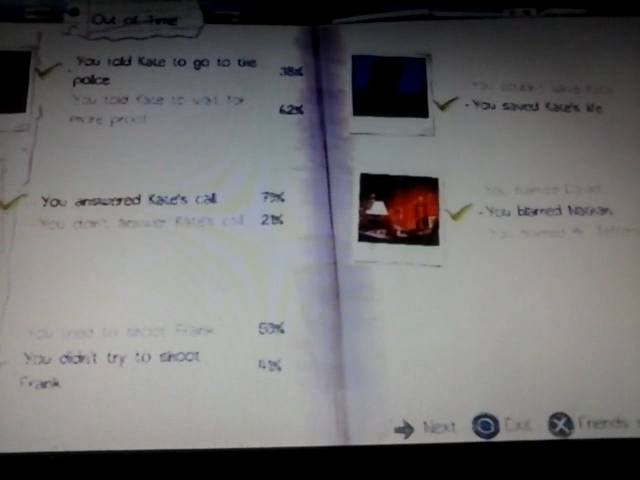 Out of Time
- You told Kate to go to the
police
38%
You told Kate to wait for
more proof
62%
You answered Kate's call
79%
You didn't answer Kate's call
21%
You tried to shoot Frank
You didn't try to shoot
Frank
41%
- You saved Kate's life
- You blamed Nathan
Next
Exit
Friends